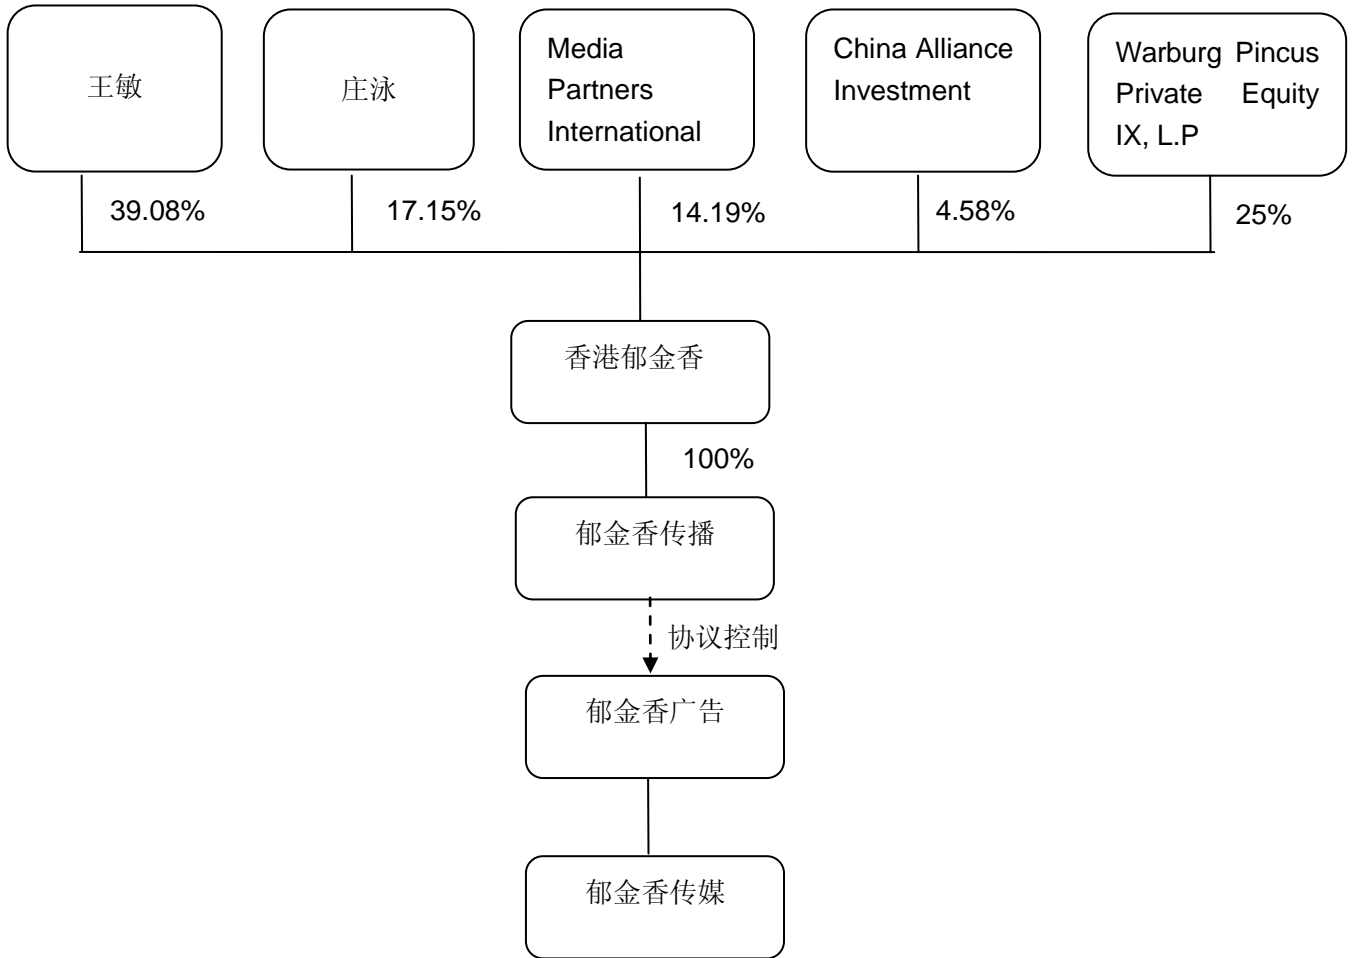 王敏
庄泳
Media
Partners
International
China Alliance
Investment
Warburg Pincus
Private Equity
IX, L.P
39.08%
17.15%
14.19%
4.58%
25%
香港郁金香
100%
郁金香传播
协议控制
郁金香广告
郁金香传媒